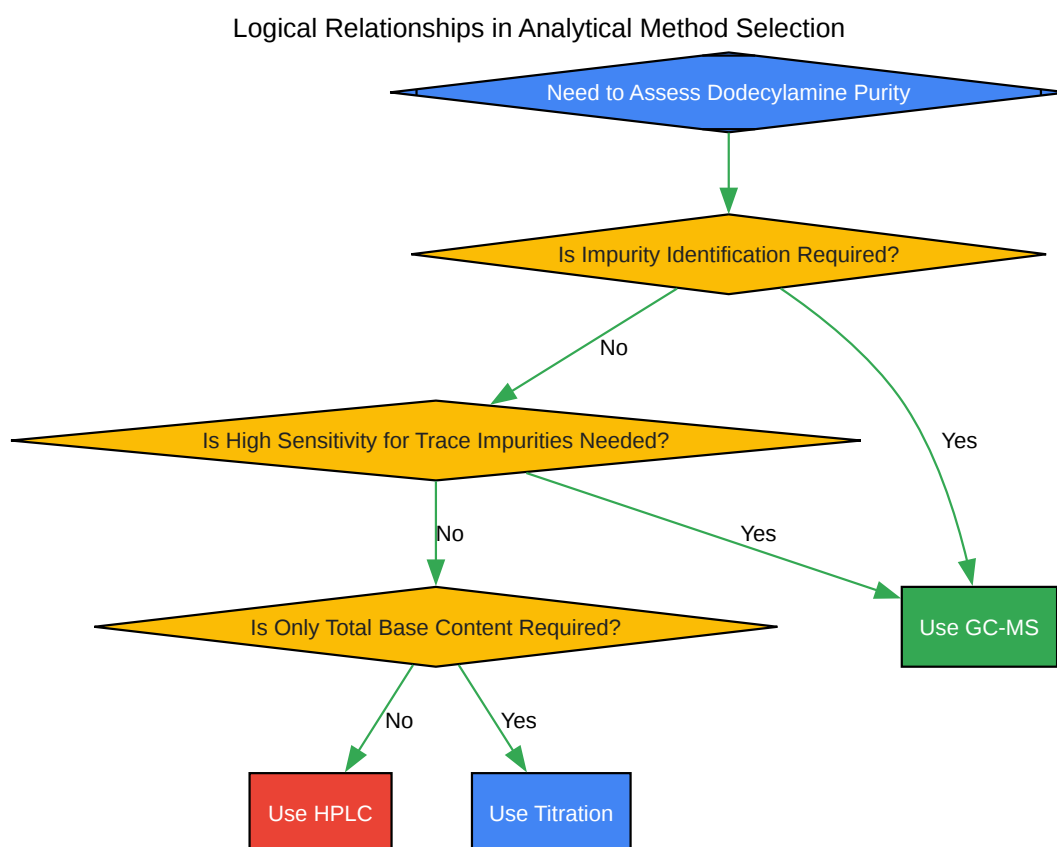 Logical Relationships in Analytical Method Selection
Need to Assess Dodecylamine Purity
Is Impurity Identification Required?
No
Is High Sensitivity for Trace Impurities Needed?
Yes
No
Yes
Is Only Total Base Content Required?
Use GC-MS
No
Yes
Use HPLC
Use Titration